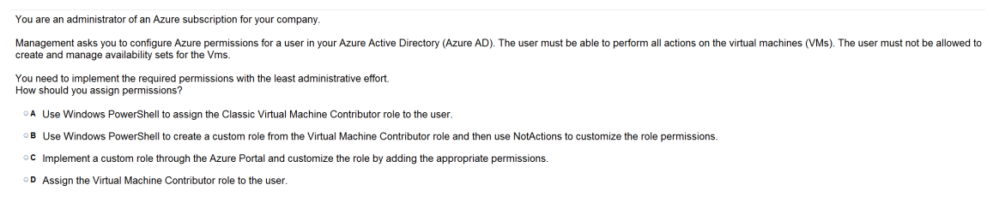 You are an administrator of an Azure subscription for your company.
Management asks you to configure Azure permissions for a user in your Azure Active Directory (Azure AD). The user must be able to perform all actions on the virtual machines (VMs). The user must not be allowed to
create and manage availability sets for the Vms.
You need to implement the required permissions with the least administrative effort.
How should you assign permissions?
A Use Windows PowerShell to assign the Classic Virtual Machine Contributor role to the user.
B Use Windows PowerShell to create a custom role from the Virtual Machine Contributor role and then use NotActions to customize the role permissions.
C Implement a custom role through the Azure Portal and customize the role by adding the appropriate permissions.
D Assign the Virtual Machine Contributor role to the user.